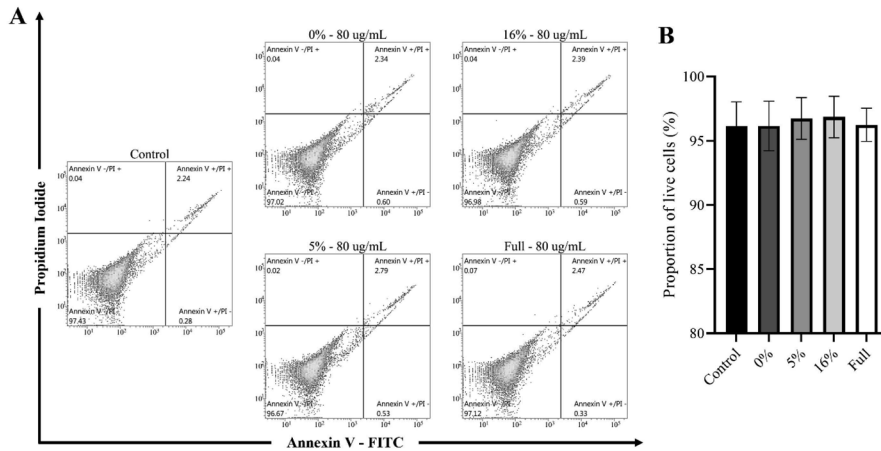 A
Propidium Iodide
Annexin V - FITC
Control
Annexin V -/PI +
0.04
Annexin V +/PI +
2.24
Annexin V -/PI -
97.43
Annexin V +/PI -
0.28
0% - 80 ug/mL
Annexin V -/PI +
0.04
Annexin V +/PI +
2.34
Annexin V -/PI -
97.02
Annexin V +/PI -
0.60
16% - 80 ug/mL
Annexin V -/PI +
0.04
Annexin V +/PI +
2.39
Annexin V -/PI -
96.98
Annexin V +/PI -
0.59
5% - 80 ug/mL
Annexin V -/PI +
0.02
Annexin V +/PI +
2.79
Annexin V -/PI -
96.67
Annexin V +/PI -
0.53
Full - 80 ug/mL
Annexin V -/PI +
0.07
Annexin V +/PI +
2.47
Annexin V -/PI -
97.12
Annexin V +/PI -
0.33
B
Proportion of live cells (%)
100
95
90
85
80
Control
0%
5%
16%
Full